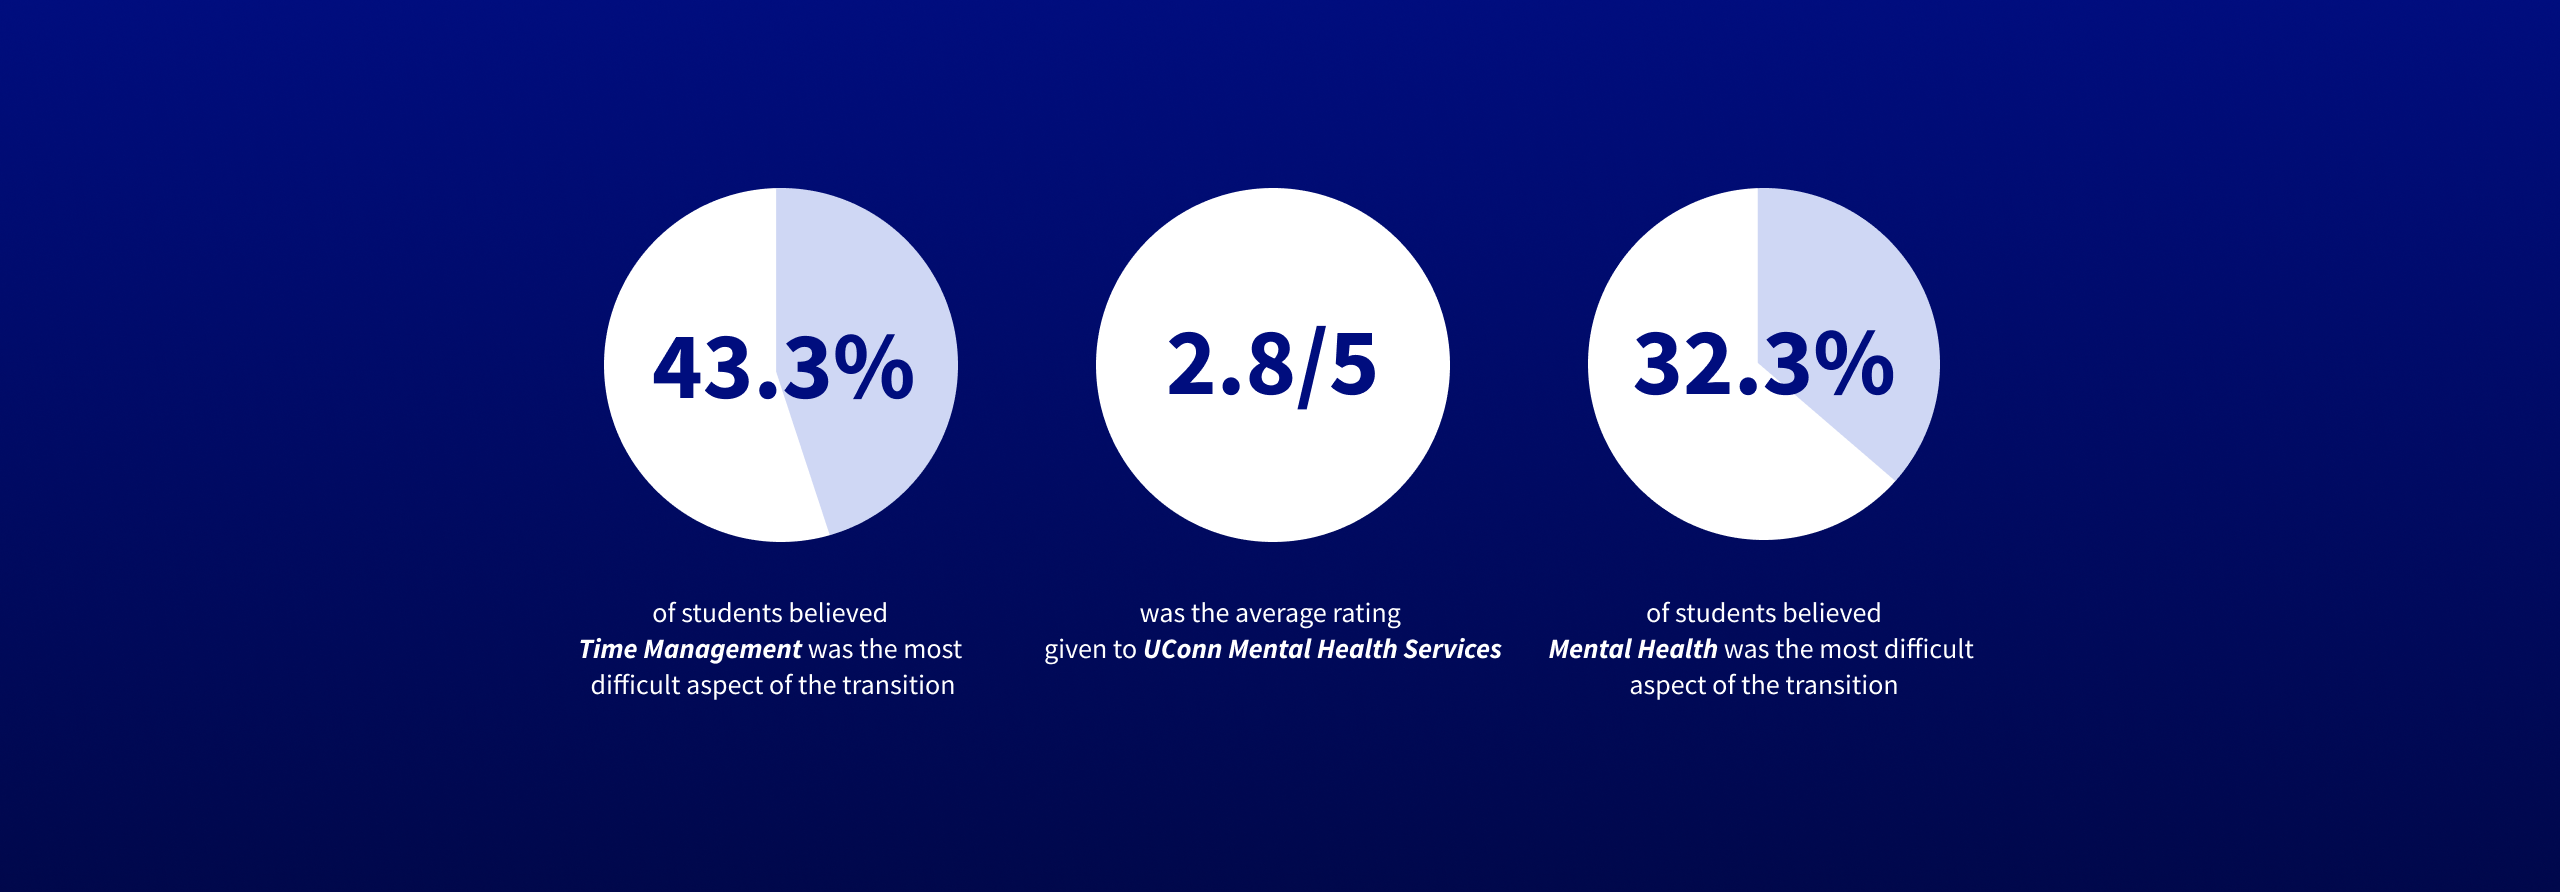 43.3%
of students believed
Time Management was the most
difficult aspect of the transition
2.8/5
was the average rating
given to UConn Mental Health Services
32.3%
of students believed
Mental Health was the most difficult
aspect of the transition